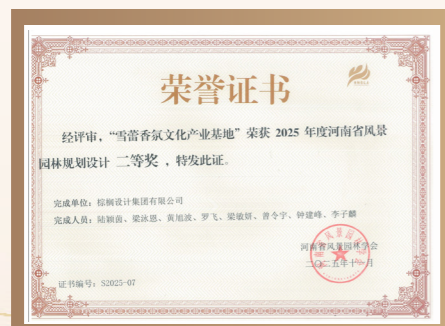 荣誉证书
经评审，“雪蕾香氛文化产业基地”荣获 2025 年度河南省风景
园林规划设计 二等奖 ，特发此证。
完成单位：棕榈设计集团有限公司
完成人员：陆颖茵、梁泳恩、黄旭波、罗飞、梁敏妍、曾令宇、钟建峰、李子麟
河南省风景园林学会
二〇二五年十一月
证书编号：S2025-07